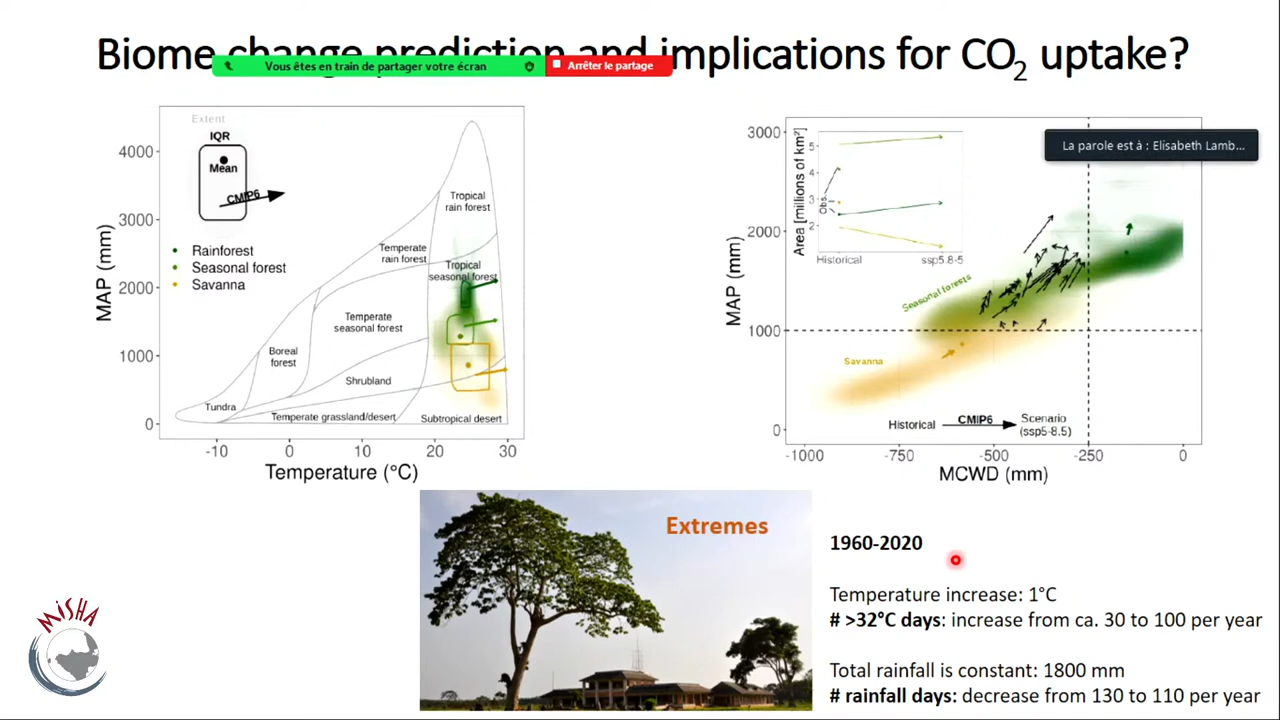 Biome change prediction and implications for CO2 uptake?
Vous êtes en train de partager votre écran
Arrêter le partage
Extent
IQR
Mean
CMIP6
Rainforest
Seasonal forest
Savanna
MAP (mm)
4000
3000
2000
1000
0
Tropical
rain forest
Temperate
rain forest
Tropical
seasonal forest
Temperate
seasonal forest
Boreal
forest
Shrubland
Tundra
Temperate grassland/desert
Subtropical desert
-10
0
10
20
30
Temperature (°C)
La parole est à : Elisabeth Lamb...
MAP (mm)
3000
2000
1000
0
Area [millions of km²]
5
4
3
2
Obs.
Historical
ssp5.8-5
Seasonal forests
Savanna
Historical
CMIP6
Scenario
(ssp5-8.5)
-1000
-750
-500
-250
0
MCWD (mm)
Extremes
1960-2020
Temperature increase: 1°C
# >32°C days: increase from ca. 30 to 100 per year
Total rainfall is constant: 1800 mm
# rainfall days: decrease from 130 to 110 per year
MiSHA